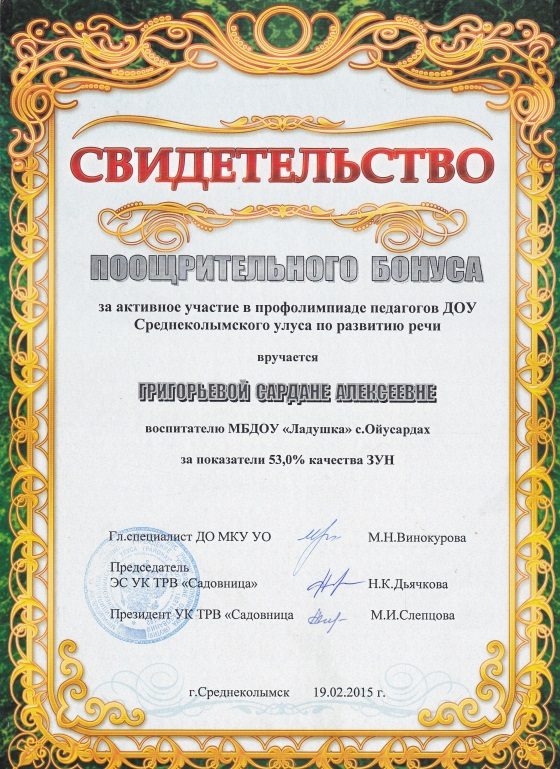 СВИДЕТЕЛЬСТВО
ПООЩРИТЕЛЬНОГО БОНУСА
за активное участие в профолимпиаде педагогов ДОУ
Среднеколымского улуса по развитию речи
вручается
ГРИГОРЬЕВОЙ САРДАНЕ АЛЕКСЕЕВНЕ
воспитателю МБДОУ «Ладушка» с.Ойусардах
за показатели 53,0% качества ЗУН
Гл.специалист ДО МКУ УО М.Н.Винокурова
Председатель
ЭС УК ТРВ «Садовница» Н.К.Дьячкова
Президент УК ТРВ «Садовница М.И.Слепцова
г.Среднеколымск 19.02.2015 г.